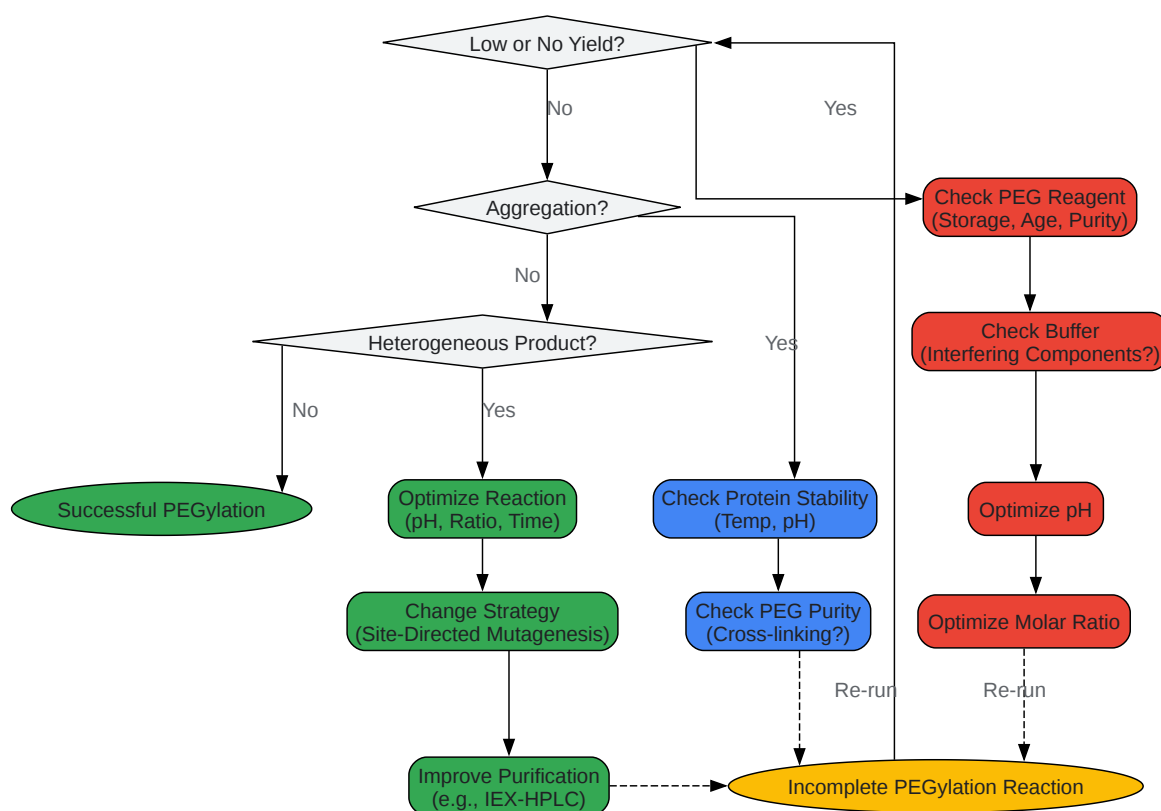 Low or No Yield?
No
Yes
Aggregation?
Check PEG Reagent
(Storage, Age, Purity)
No
Yes
Heterogeneous Product?
Check Buffer
(Interfering Components?)
No
Yes
Successful PEGylation
Optimize Reaction
(pH, Ratio, Time)
Check Protein Stability
(Temp, pH)
Optimize pH
Change Strategy
(Site-Directed Mutagenesis)
Check PEG Purity
(Cross-linking?)
Optimize Molar Ratio
Re-run
Re-run
Improve Purification
(e.g., IEX-HPLC)
Incomplete PEGylation Reaction